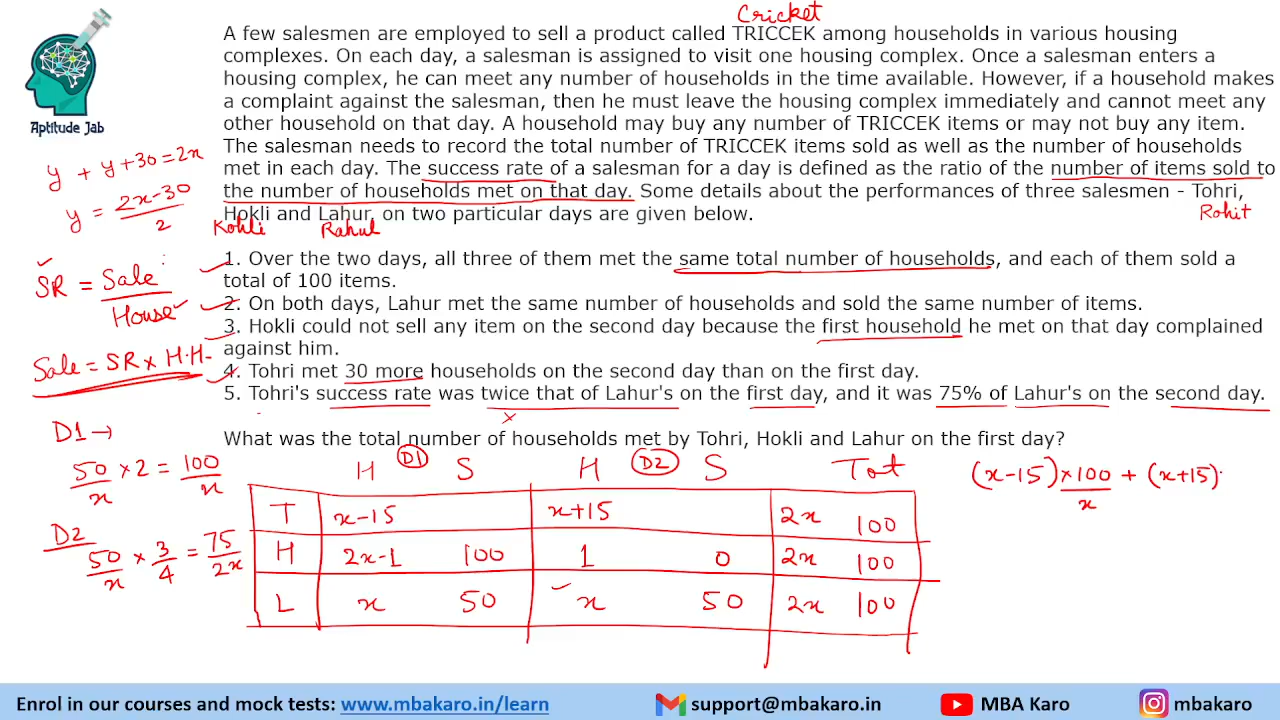 Cricket
A few salesmen are employed to sell a product called TRICCEK among households in various housing
complexes. On each day, a salesman is assigned to visit one housing complex. Once a salesman enters a
housing complex, he can meet any number of households in the time available. However, if a household makes
a complaint against the salesman, then he must leave the housing complex immediately and cannot meet any
other household on that day. A household may buy any number of TRICCEK items or may not buy any item.
The salesman needs to record the total number of TRICCEK items sold as well as the number of households
met in each day. The success rate of a salesman for a day is defined as the ratio of the number of items sold to
the number of households met on that day. Some details about the performances of three salesmen - Tohri,
Hokli and Lahur, on two particular days are given below.
Kohli Rahul Rohit
Aptitude Jab
y + y+30 = 2x
y = 2x-30
2
SR = Sale
House
Sale = SR x H.H
1. Over the two days, all three of them met the same total number of households, and each of them sold a
total of 100 items.
2. On both days, Lahur met the same number of households and sold the same number of items.
3. Hokli could not sell any item on the second day because the first household he met on that day complained
against him.
4. Tohri met 30 more households on the second day than on the first day.
5. Tohri's success rate was twice that of Lahur's on the first day, and it was 75% of Lahur's on the second day.
x
What was the total number of households met by Tohri, Hokli and Lahur on the first day?
D1 →
50 x 2 = 100
x x
D2
50 x 3 = 75
x 4 2x
H D1 S H D2 S Tot
T x-15 x+15 2x 100
H 2x-1 100 1 0 2x 100
L x 50 x 50 2x 100
(x-15) x 100 + (x+15)
x
Enrol in our courses and mock tests: www.mbakaro.in/learn support@mbakaro.in MBA Karo mbakaro